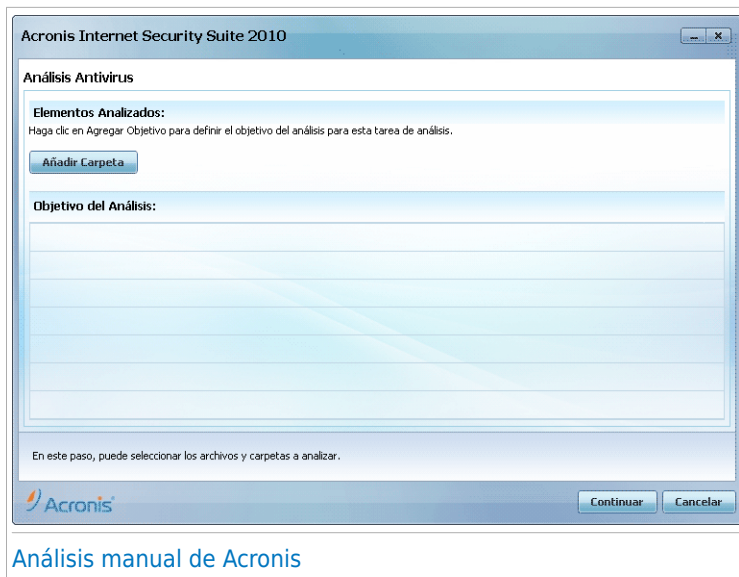 Acronis Internet Security Suite 2010
Análisis Antivirus
Elementos Analizados:
Haga clic en Agregar Objetivo para definir el objetivo del análisis para esta tarea de análisis.
Añadir Carpeta
Objetivo del Análisis:
En este paso, puede seleccionar los archivos y carpetas a analizar.
Acronis
Continuar
Cancelar
Análisis manual de Acronis